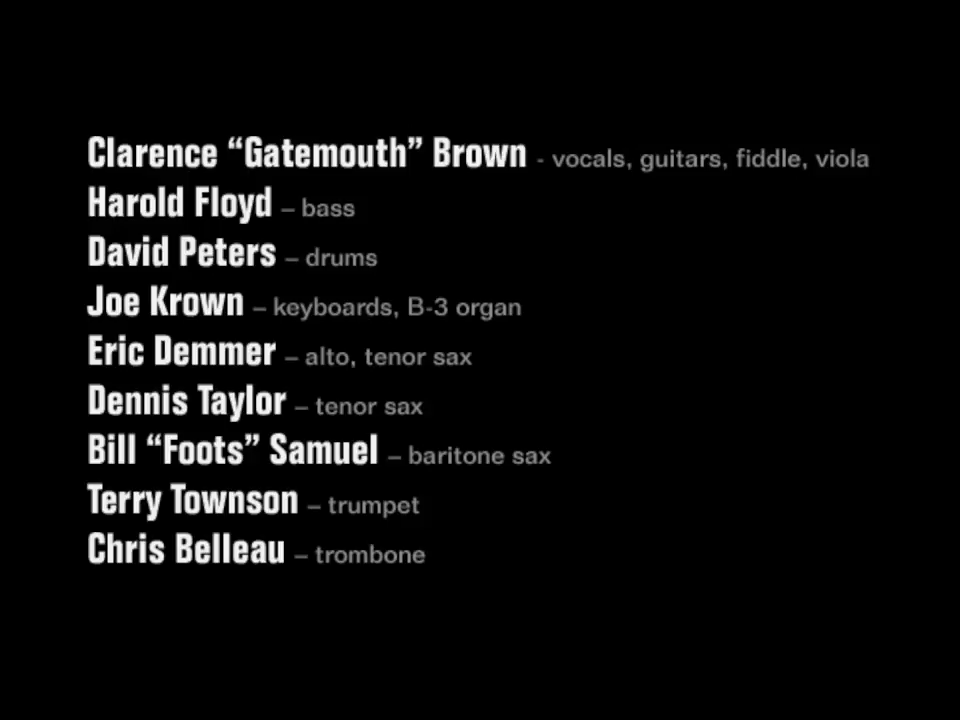 Clarence “Gatemouth” Brown - vocals, guitars, fiddle, viola
Harold Floyd – bass
David Peters – drums
Joe Krown – keyboards, B-3 organ
Eric Demmer – alto, tenor sax
Dennis Taylor – tenor sax
Bill “Foots” Samuel – baritone sax
Terry Townson – trumpet
Chris Belleau – trombone